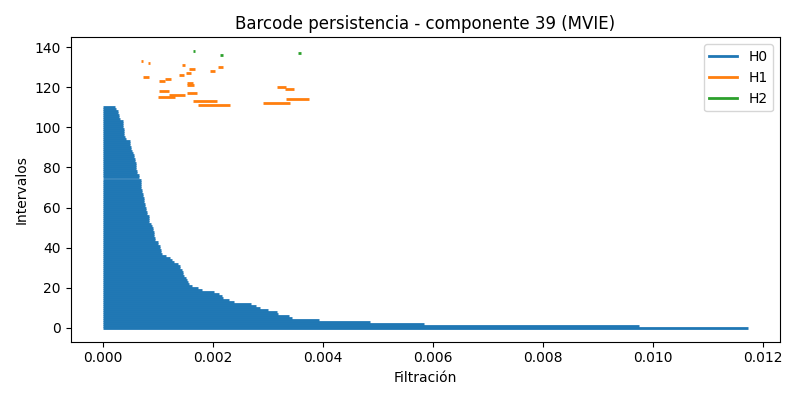 Barcode persistencia - componente 39 (MVIE)
140
120
100
80
60
40
20
0
Intervalos
H0
H1
H2
0.000 0.002 0.004 0.006 0.008 0.010 0.012
Filtración